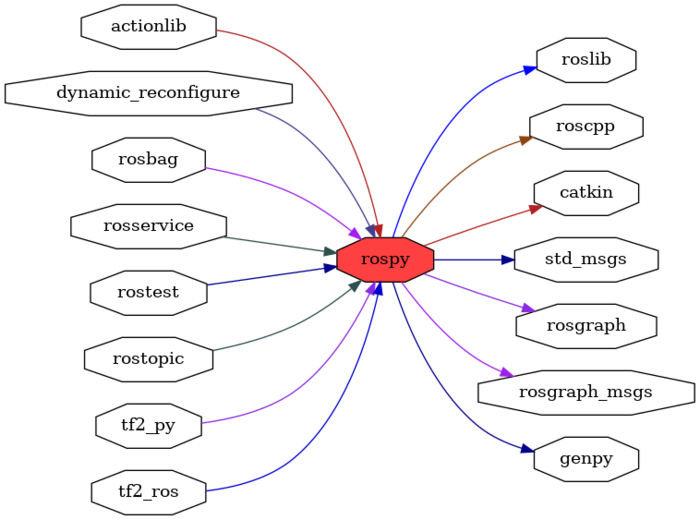 actionlib
dynamic_reconfigure
rosbag
rosservice
rostest
rostopic
tf2_py
tf2_ros
rospy
roslib
roscpp
catkin
std_msgs
rosgraph
rosgraph_msgs
genpy